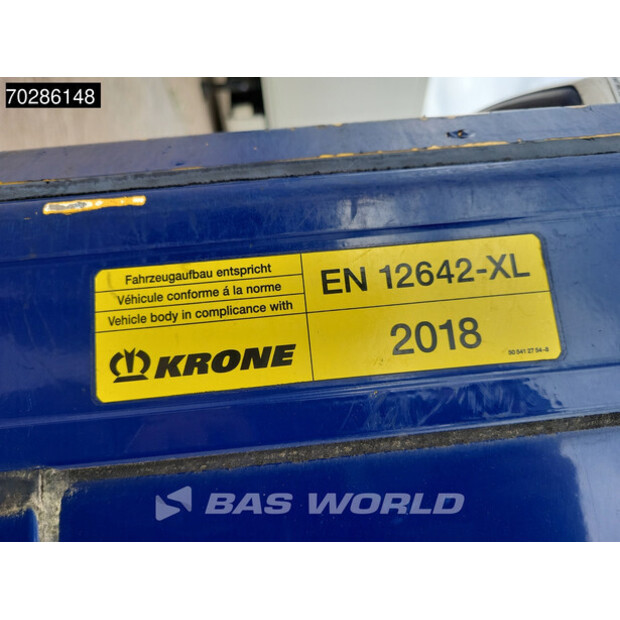 70286148
Fahrzeugaufbau entspricht
Véhicule conforme á la norme
Vehicle body in complicance with
KRONE
EN 12642-XL
2018
50 541 27 54-0
BAS WORLD